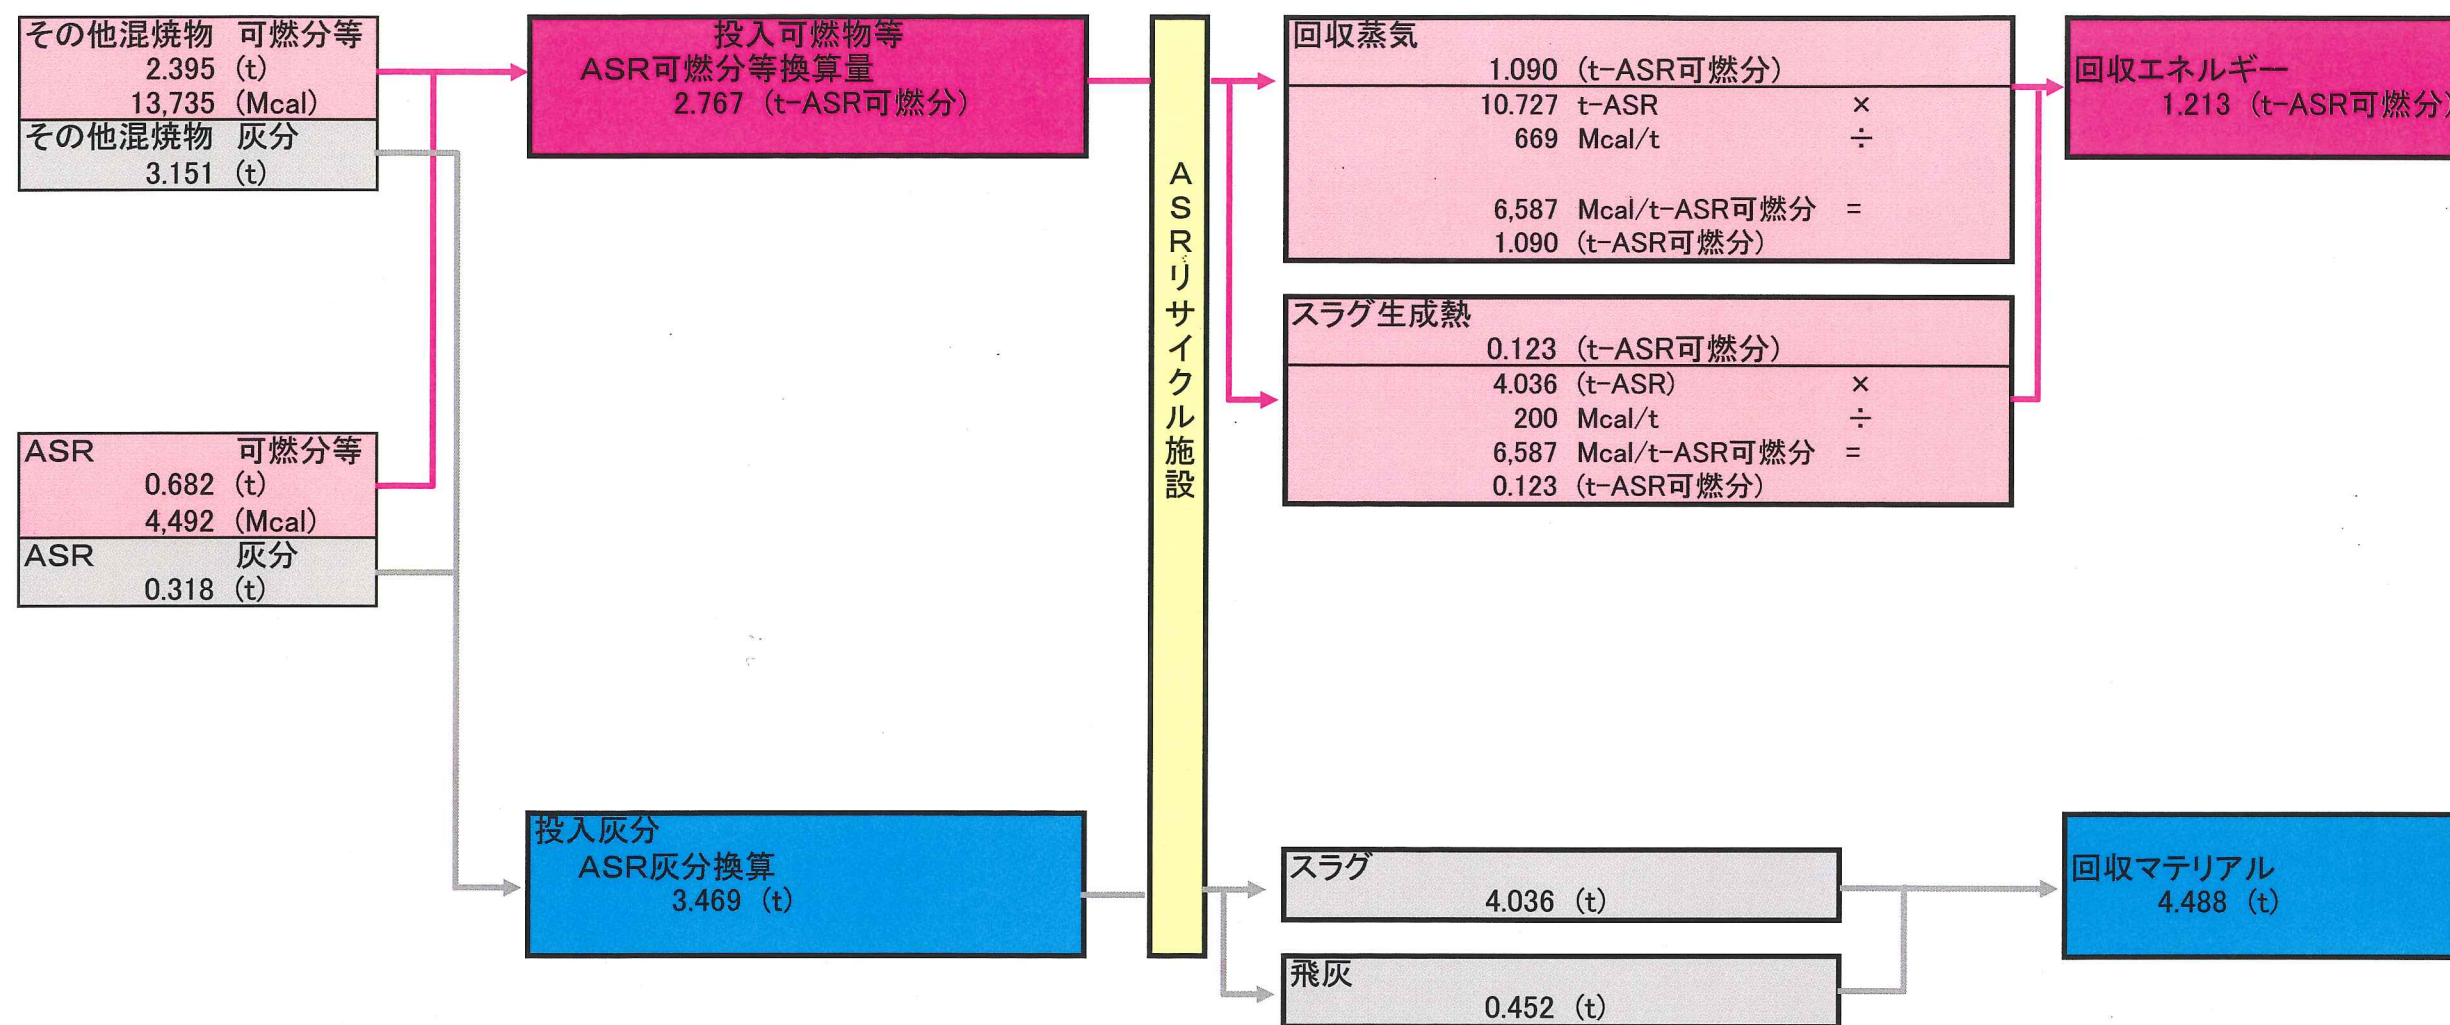 その他混焼物 可燃分等
2.395 (t)
13,735 (Mcal)
その他混焼物 灰分
3.151 (t)
ASR 可燃分等
0.682 (t)
4,492 (Mcal)
ASR 灰分
0.318 (t)
投入可燃物等
ASR可燃分等換算量
2.767 (t-ASR可燃分)
投入灰分
ASR灰分換算
3.469 (t)
ASRリサイクル施設
回収蒸気
1.090 (t-ASR可燃分)
10.727 t-ASR ×
669 Mcal/t ÷
6,587 Mcal/t-ASR可燃分 =
1.090 (t-ASR可燃分)
スラグ生成熱
0.123 (t-ASR可燃分)
4.036 (t-ASR) ×
200 Mcal/t ÷
6,587 Mcal/t-ASR可燃分 =
0.123 (t-ASR可燃分)
スラグ
4.036 (t)
飛灰
0.452 (t)
回収エネルギー
1.213 (t-ASR可燃分)
回収マテリアル
4.488 (t)